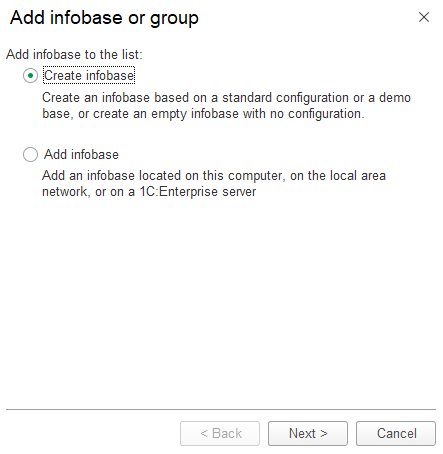 Add infobase or group
Add infobase to the list:
Create infobase
Create an infobase based on a standard configuration or a demo
base, or create an empty infobase with no configuration.
Add infobase
Add an infobase located on this computer, on the local area
network, or on a 1C:Enterprise server
< Back
Next >
Cancel